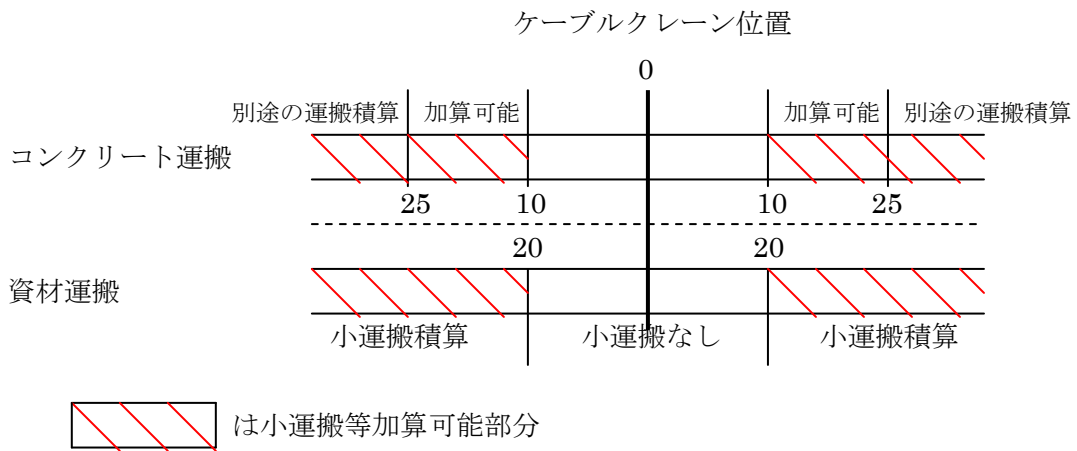 ケーブルクレーン位置
0
別途の運搬積算 加算可能 加算可能 別途の運搬積算
コンクリート運搬
25 10 10 25
20 20
資材運搬
小運搬積算 小運搬なし 小運搬積算
は小運搬等加算可能部分